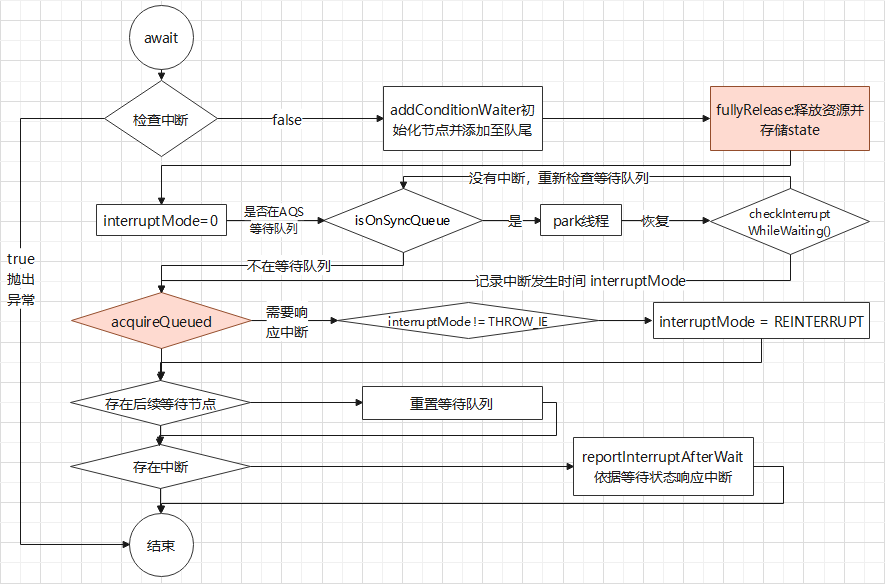 await
检查中断
false
addConditionWaiter初
始化节点并添加至队尾
fullyRelease:释放资源并
存储state
没有中断，重新检查等待队列
interruptMode= 0
是否在AQS
等待队列
isOnSyncQueue
是
park线程
恢复
checkInterrupt
WhileWaiting()
true
抛出
异常
不在等待队列
记录中断发生时间 interruptMode
acquireQueued
需要响
应中断
interruptMode != THROW_IE
interruptMode = REINTERRUPT
存在后续等待节点
重置等待队列
存在中断
reportInterruptAfterWait
依据等待状态响应中断
结束